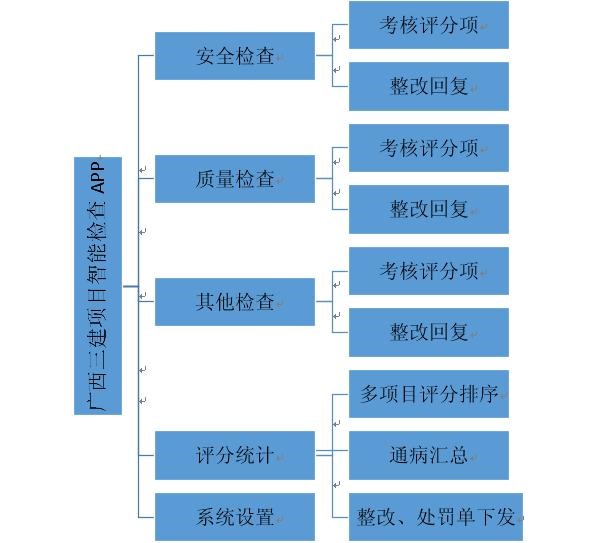 广西三建项目智能检查 APP
安全检查
考核评分项
整改回复
质量检查
考核评分项
整改回复
其他检查
考核评分项
整改回复
评分统计
多项目评分排序
通病汇总
整改、处罚单下发
系统设置